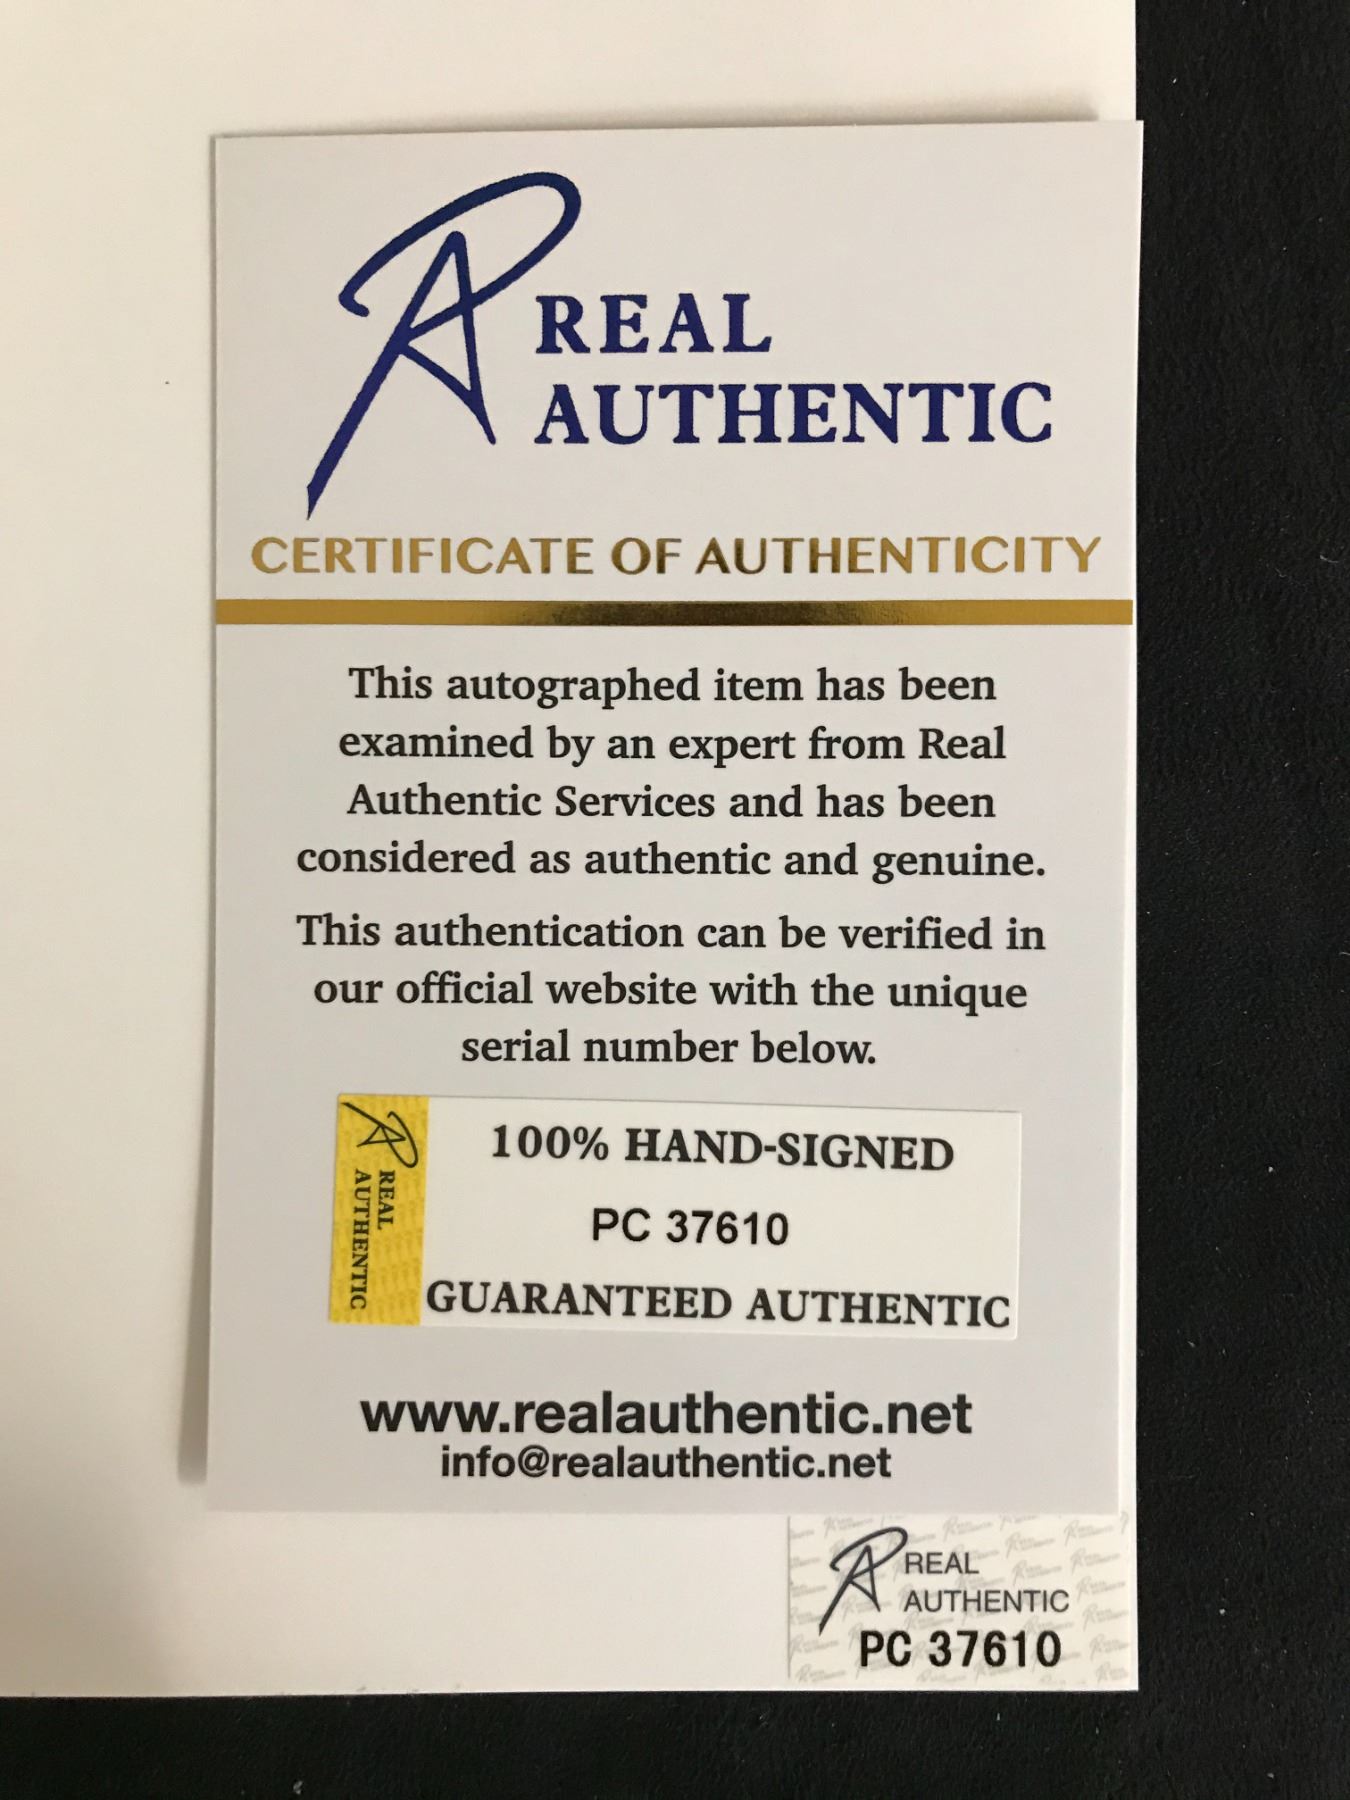 REAL
AUTHENTIC
CERTIFICATE OF AUTHENTICITY
This autographed item has been
examined by an expert from Real
Authentic Services and has been
considered as authentic and genuine.
This authentication can be verified in
our official website with the unique
serial number below.
REAL
AUTHENTIC
100% HAND-SIGNED
PC 37610
GUARANTEED AUTHENTIC
www.realauthentic.net
info@realauthentic.net
REAL
AUTHENTIC
PC 37610